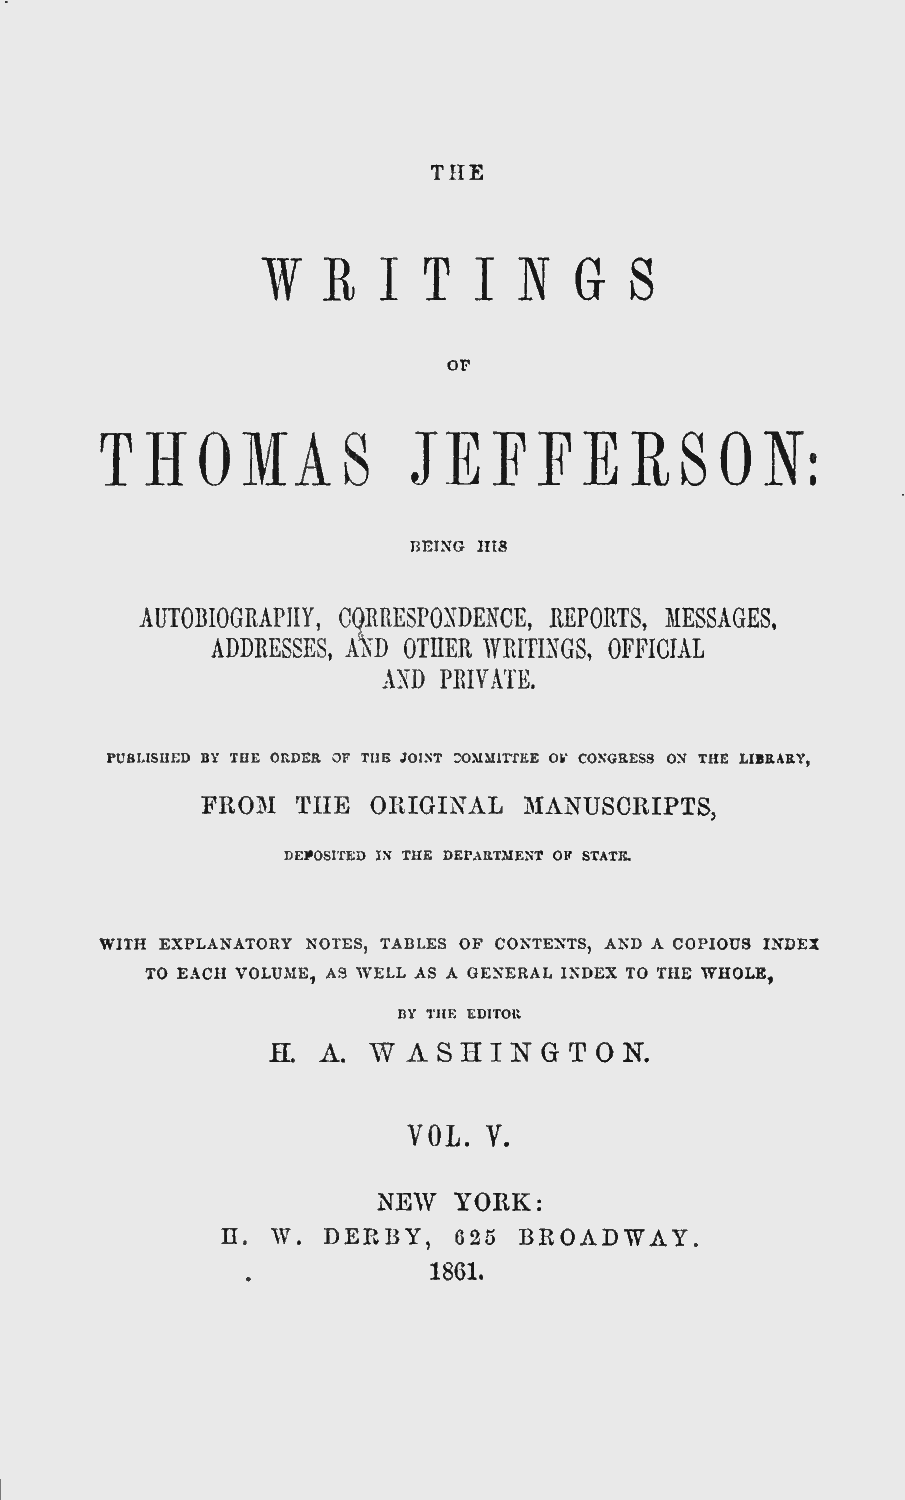 THE
WRITINGS
OF
THOMAS JEFFERSON:
BEING HIS
AUTOBIOGRAPHY, CORRESPONDENCE, REPORTS, MESSAGES,
ADDRESSES, AND OTHER WRITINGS, OFFICIAL
AND PRIVATE.
PUBLISHED BY THE ORDER OF THE JOINT COMMITTEE OF CONGRESS ON THE LIBRARY,
FROM THE ORIGINAL MANUSCRIPTS,
DEPOSITED IN THE DEPARTMENT OF STATE.
WITH EXPLANATORY NOTES, TABLES OF CONTENTS, AND A COPIOUS INDEX
TO EACH VOLUME, AS WELL AS A GENERAL INDEX TO THE WHOLE,
BY THE EDITOR
H. A. WASHINGTON.
VOL. V.
NEW YORK:
H. W. DERBY, 625 BROADWAY.
1861.